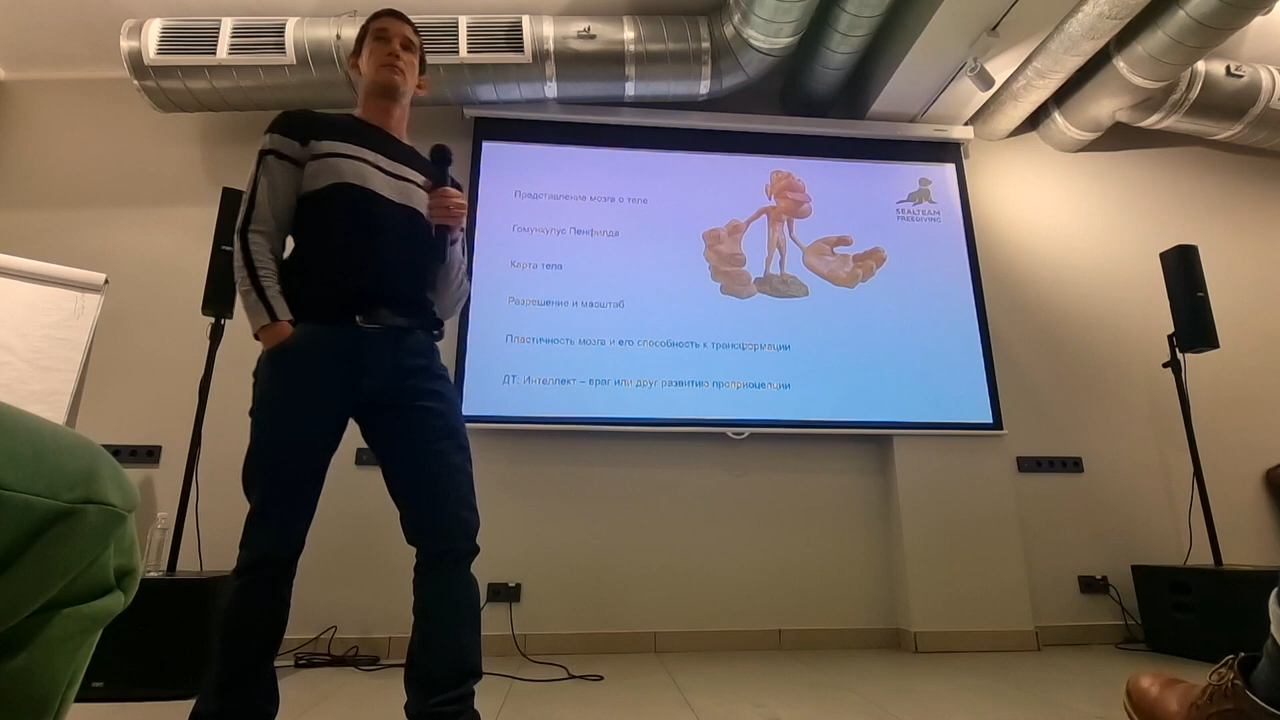 Представление мозга о теле
Гомункулус Пенфилда
Карта тела
Разрешение и масштаб
Пластичность мозга и его способность к трансформации
ДТ: Интеллект – враг или друг развитию проприоцепции
SEALTEAM
FREEDIVING